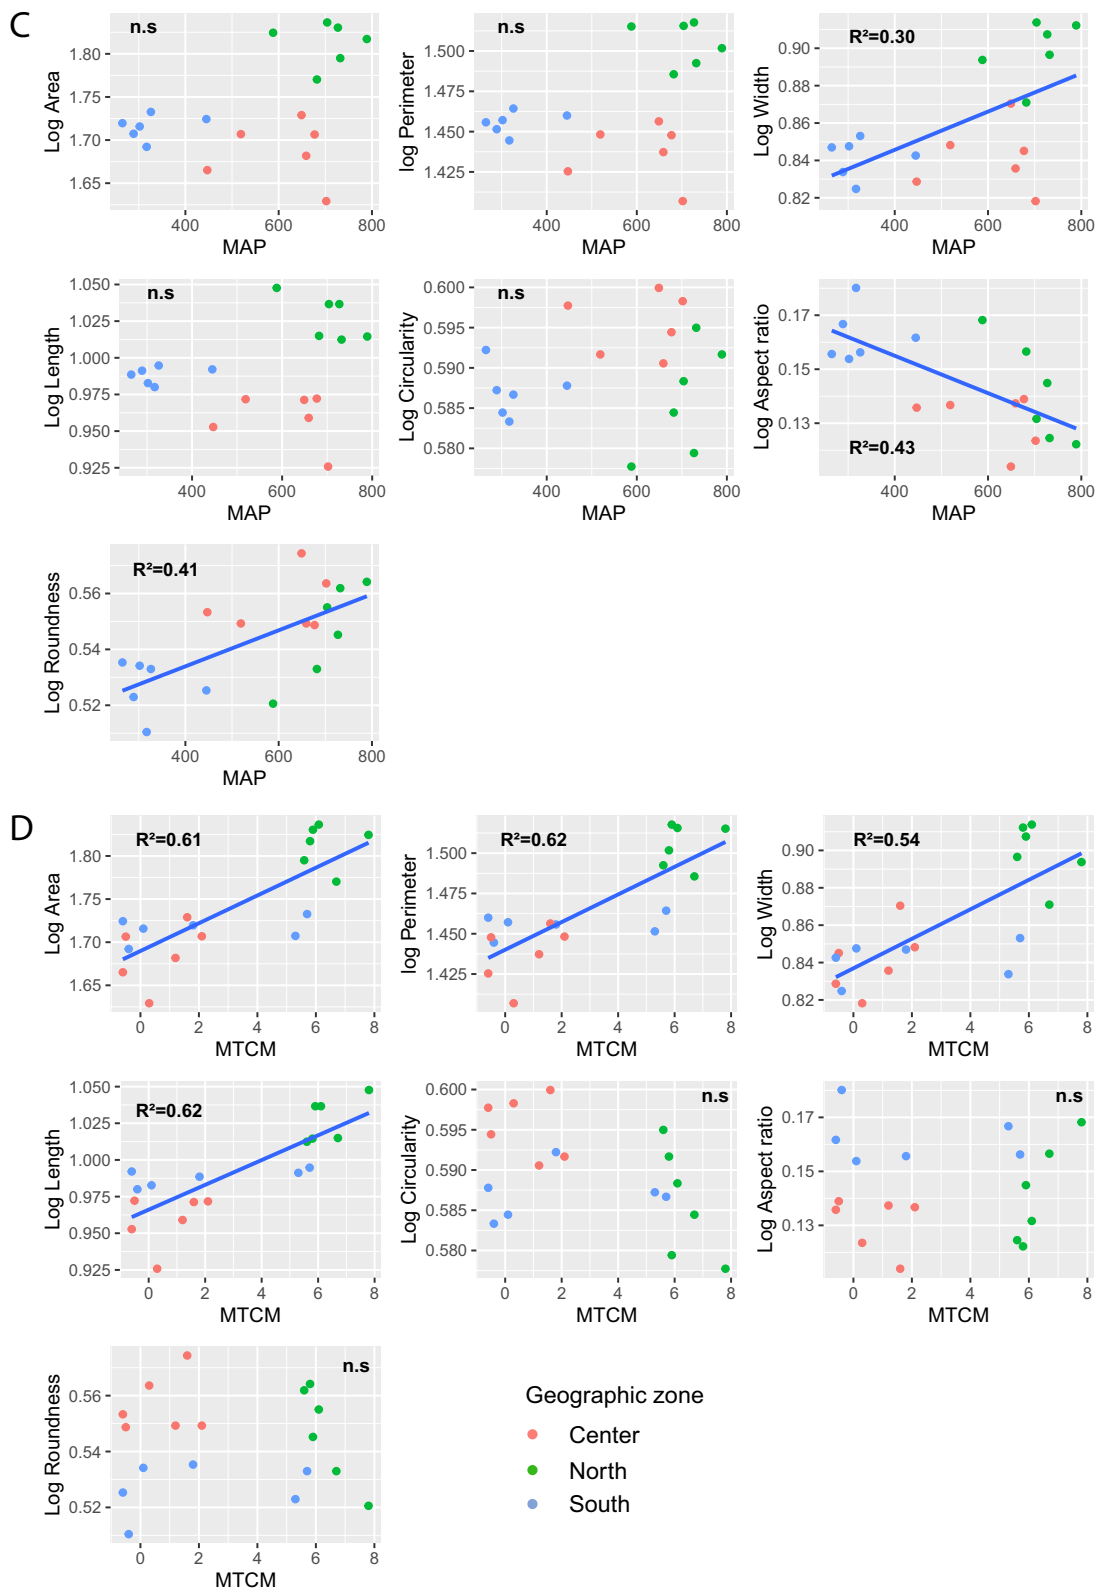 C
n.s
Log Area
1.80
1.75
1.70
1.65
400 600 800
MAP
n.s
log Perimeter
1.500
1.475
1.450
1.425
400 600 800
MAP
R²=0.30
Log Width
0.90
0.88
0.86
0.84
0.82
400 600 800
MAP
n.s
Log Length
1.050
1.025
1.000
0.975
0.950
0.925
400 600 800
MAP
n.s
Log Circularity
0.600
0.595
0.590
0.585
0.580
400 600 800
MAP
Log Aspect ratio
0.17
0.15
0.13
R²=0.43
400 600 800
MAP
R²=0.41
Log Roundness
0.56
0.54
0.52
400 600 800
MAP
D
R²=0.61
Log Area
1.80
1.75
1.70
1.65
0 2 4 6 8
MTCM
R²=0.62
log Perimeter
1.500
1.475
1.450
1.425
0 2 4 6 8
MTCM
R²=0.54
Log Width
0.90
0.88
0.86
0.84
0.82
0 2 4 6 8
MTCM
R²=0.62
Log Length
1.050
1.025
1.000
0.975
0.950
0.925
0 2 4 6 8
MTCM
n.s
Log Circularity
0.600
0.595
0.590
0.585
0.580
0 2 4 6 8
MTCM
n.s
Log Aspect ratio
0.17
0.15
0.13
0 2 4 6 8
MTCM
n.s
Log Roundness
0.56
0.54
0.52
0 2 4 6 8
MTCM
Geographic zone
Center
North
South